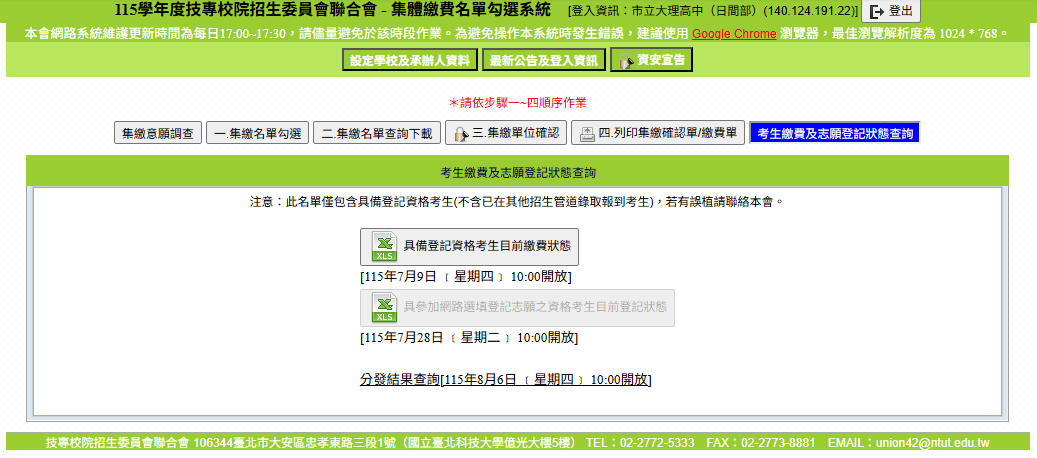 115學年度技專校院招生委員會聯合會 - 集體繳費名單勾選系統 [登入資訊：市立大理高中（日間部）(140.124.191.22)] 登出
本會網路系統維護更新時間為每日17:00~17:30，請儘量避免於該時段作業。為避免操作本系統時發生錯誤，建議使用 Google Chrome 瀏覽器，最佳瀏覽解析度為 1024 * 768。
設定學校及承辦人資料 最新公告及登入資訊 資安宣告
＊請依步驟一~四順序作業
集繳意願調查 一.集繳名單勾選 二.集繳名單查詢下載 三.集繳單位確認 四.列印集繳確認單/繳費單 考生繳費及志願登記狀態查詢
考生繳費及志願登記狀態查詢
注意：此名單僅包含具備登記資格考生(不含已在其他招生管道錄取報到考生)，若有誤植請聯絡本會。
XLS 具備登記資格考生目前繳費狀態
[115年7月9日﹝星期四﹞10:00開放]
XLS 具參加網路選填登記志願之資格考生目前登記狀態
[115年7月28日﹝星期二﹞10:00開放]
分發結果查詢[115年8月6日﹝星期四﹞10:00開放]
技專校院招生委員會聯合會 106344臺北市大安區忠孝東路三段1號（國立臺北科技大學億光大樓5樓） TEL：02-2772-5333 FAX：02-2773-8881 EMAIL：union42@ntut.edu.tw